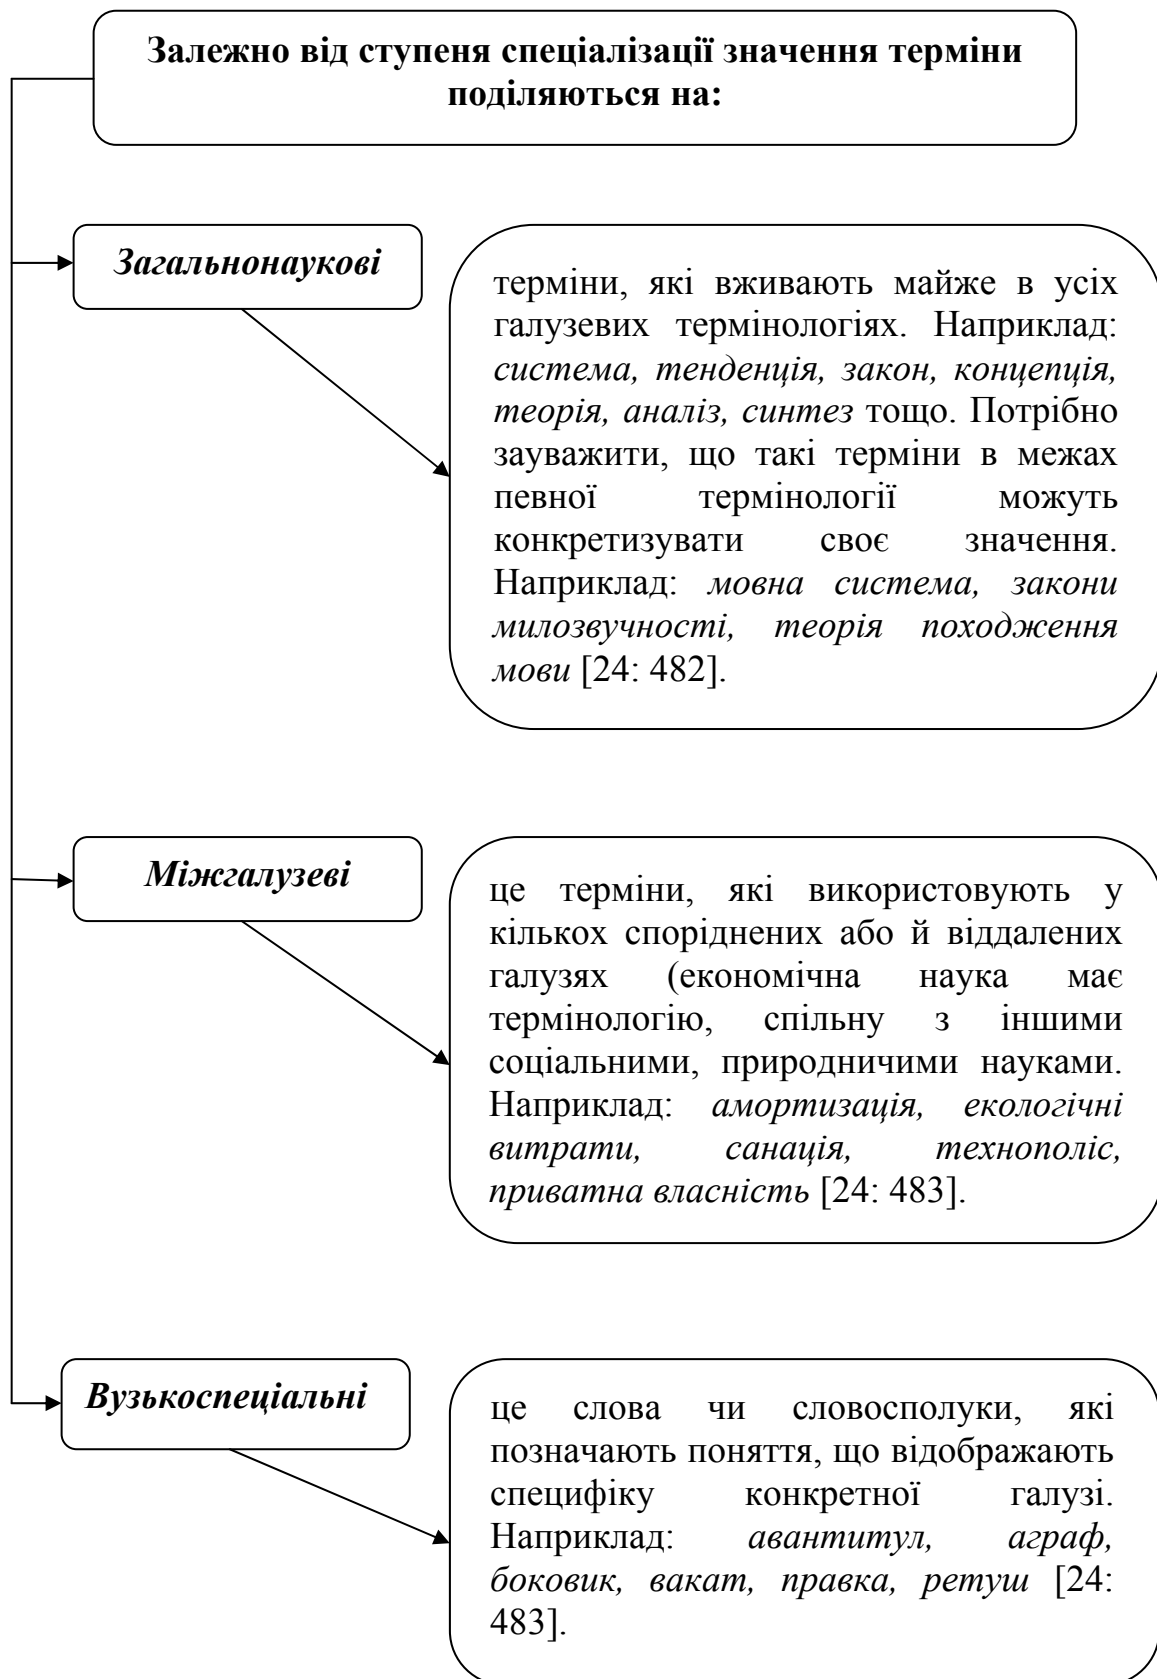 Залежно від ступеня спеціалізації значення терміни
поділяються на:
Загальнонаукові
терміни, які вживають майже в усіх
галузевих термінологіях. Наприклад:
система, тенденція, закон, концепція,
теорія, аналіз, синтез тощо. Потрібно
зауважити, що такі терміни в межах
певної термінології можуть
конкретизувати своє значення.
Наприклад: мовна система, закони
милозвучності, теорія походження
мови [24: 482].
Міжгалузеві
це терміни, які використовують у
кількох споріднених або й віддалених
галузях (економічна наука має
термінологію, спільну з іншими
соціальними, природничими науками.
Наприклад: амортизація, екологічні
витрати, санація, технополіс,
приватна власність [24: 483].
Вузькоспеціальні
це слова чи словосполуки, які
позначають поняття, що відображають
специфіку конкретної галузі.
Наприклад: авантитул, аграф,
боковик, вакат, правка, ретуш [24:
483].